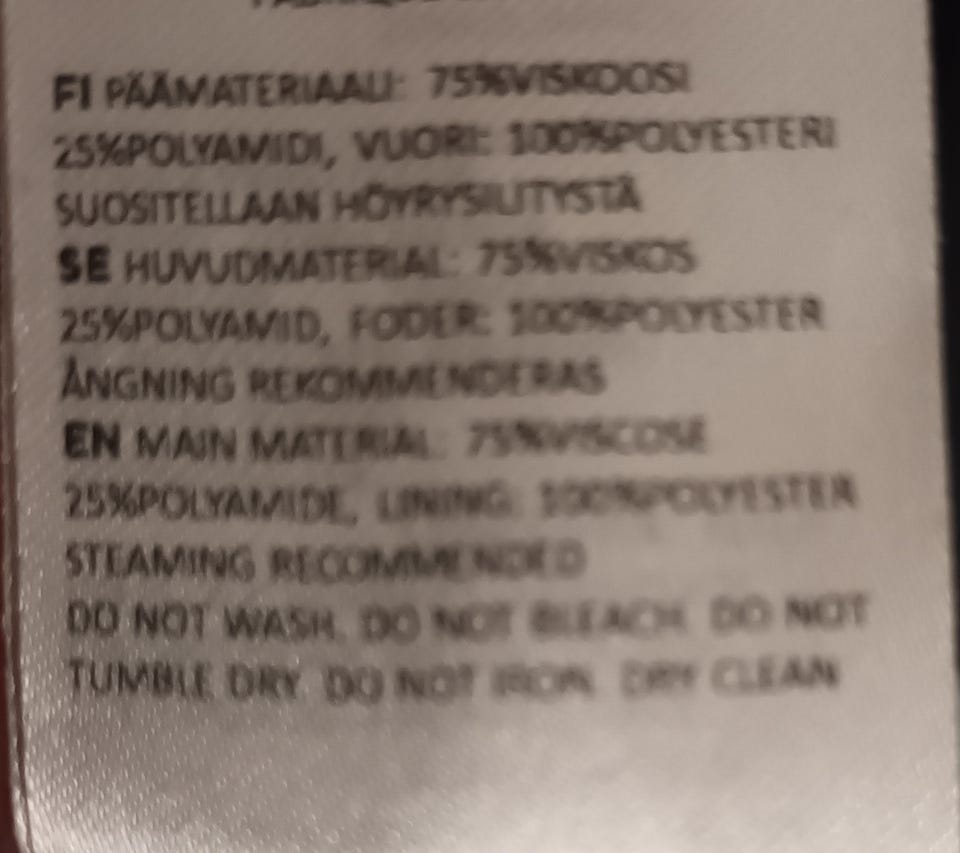 FI PÄÄMATERIAALI: 75%VISKOOSI
25%POLYAMIDI, VUORI: 100%POLYESTERI
SUOSITELLAAN HÖYRYSILITYSTÄ
SE HUVUDMATERIAL: 75%VISKOS
25%POLYAMID, FODER: 100%POLYESTER
ÅNGNING REKOMMENDERAS
EN MAIN MATERIAL: 75%VISCOSE
25%POLYAMIDE, LINING: 100%POLYESTER
STEAMING RECOMMENDED
DO NOT WASH. DO NOT BLEACH. DO NOT
TUMBLE DRY. DO NOT IRON. DRY CLEAN